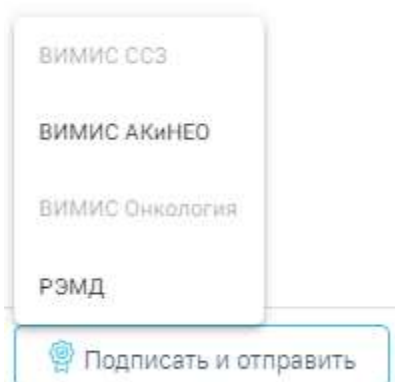 ВИМИС ССЗ
ВИМИС АКиНЕО
ВИМИС Онкология
РЭМД
Подписать и отправить